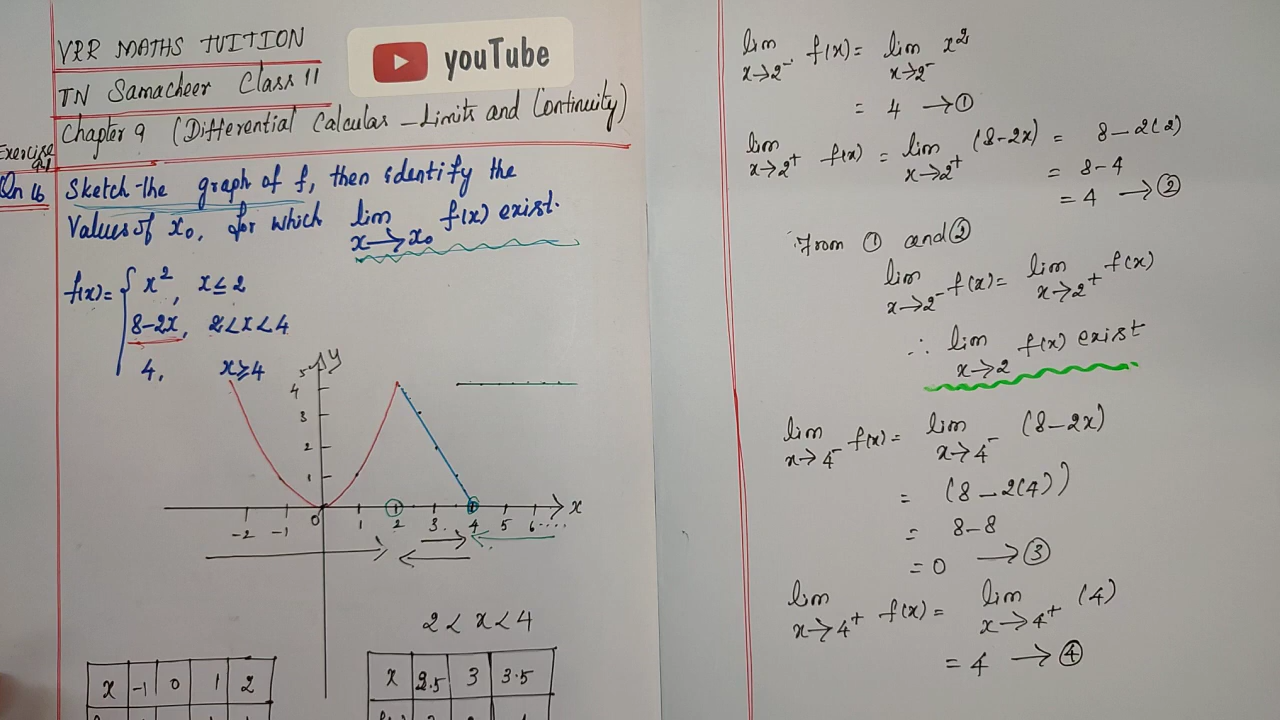 VRR MATHS TUITION
YouTube
TN Samacheer Class 11
Chapter 9 (Differential Calculas – Limits and Continuity)
Exercise 9.1
Qn 16 Sketch the graph of f, then identify the
Values of x₀, for which lim x→x₀ f(x) exist.
f(x)= { x², x≤2
8-2x, 2<x<4
4, x≥4
y
5
4
3
2
1
-2 -1 0 1 2 3 4 5 6.... x
2 < x < 4
x -1 0 1 2
x 2.5 3 3.5
lim x→2⁻ f(x) = lim x→2⁻ x²
= 4 → ①
lim x→2⁺ f(x) = lim x→2⁺ (8-2x) = 8-2(2)
= 8-4
= 4 → ②
From ① and ②
lim x→2⁻ f(x) = lim x→2⁺ f(x)
∴ lim x→2 f(x) exist
lim x→4⁻ f(x) = lim x→4⁻ (8-2x)
= (8-2(4))
= 8-8
= 0 → ③
lim x→4⁺ f(x) = lim x→4⁺ (4)
= 4 → ④